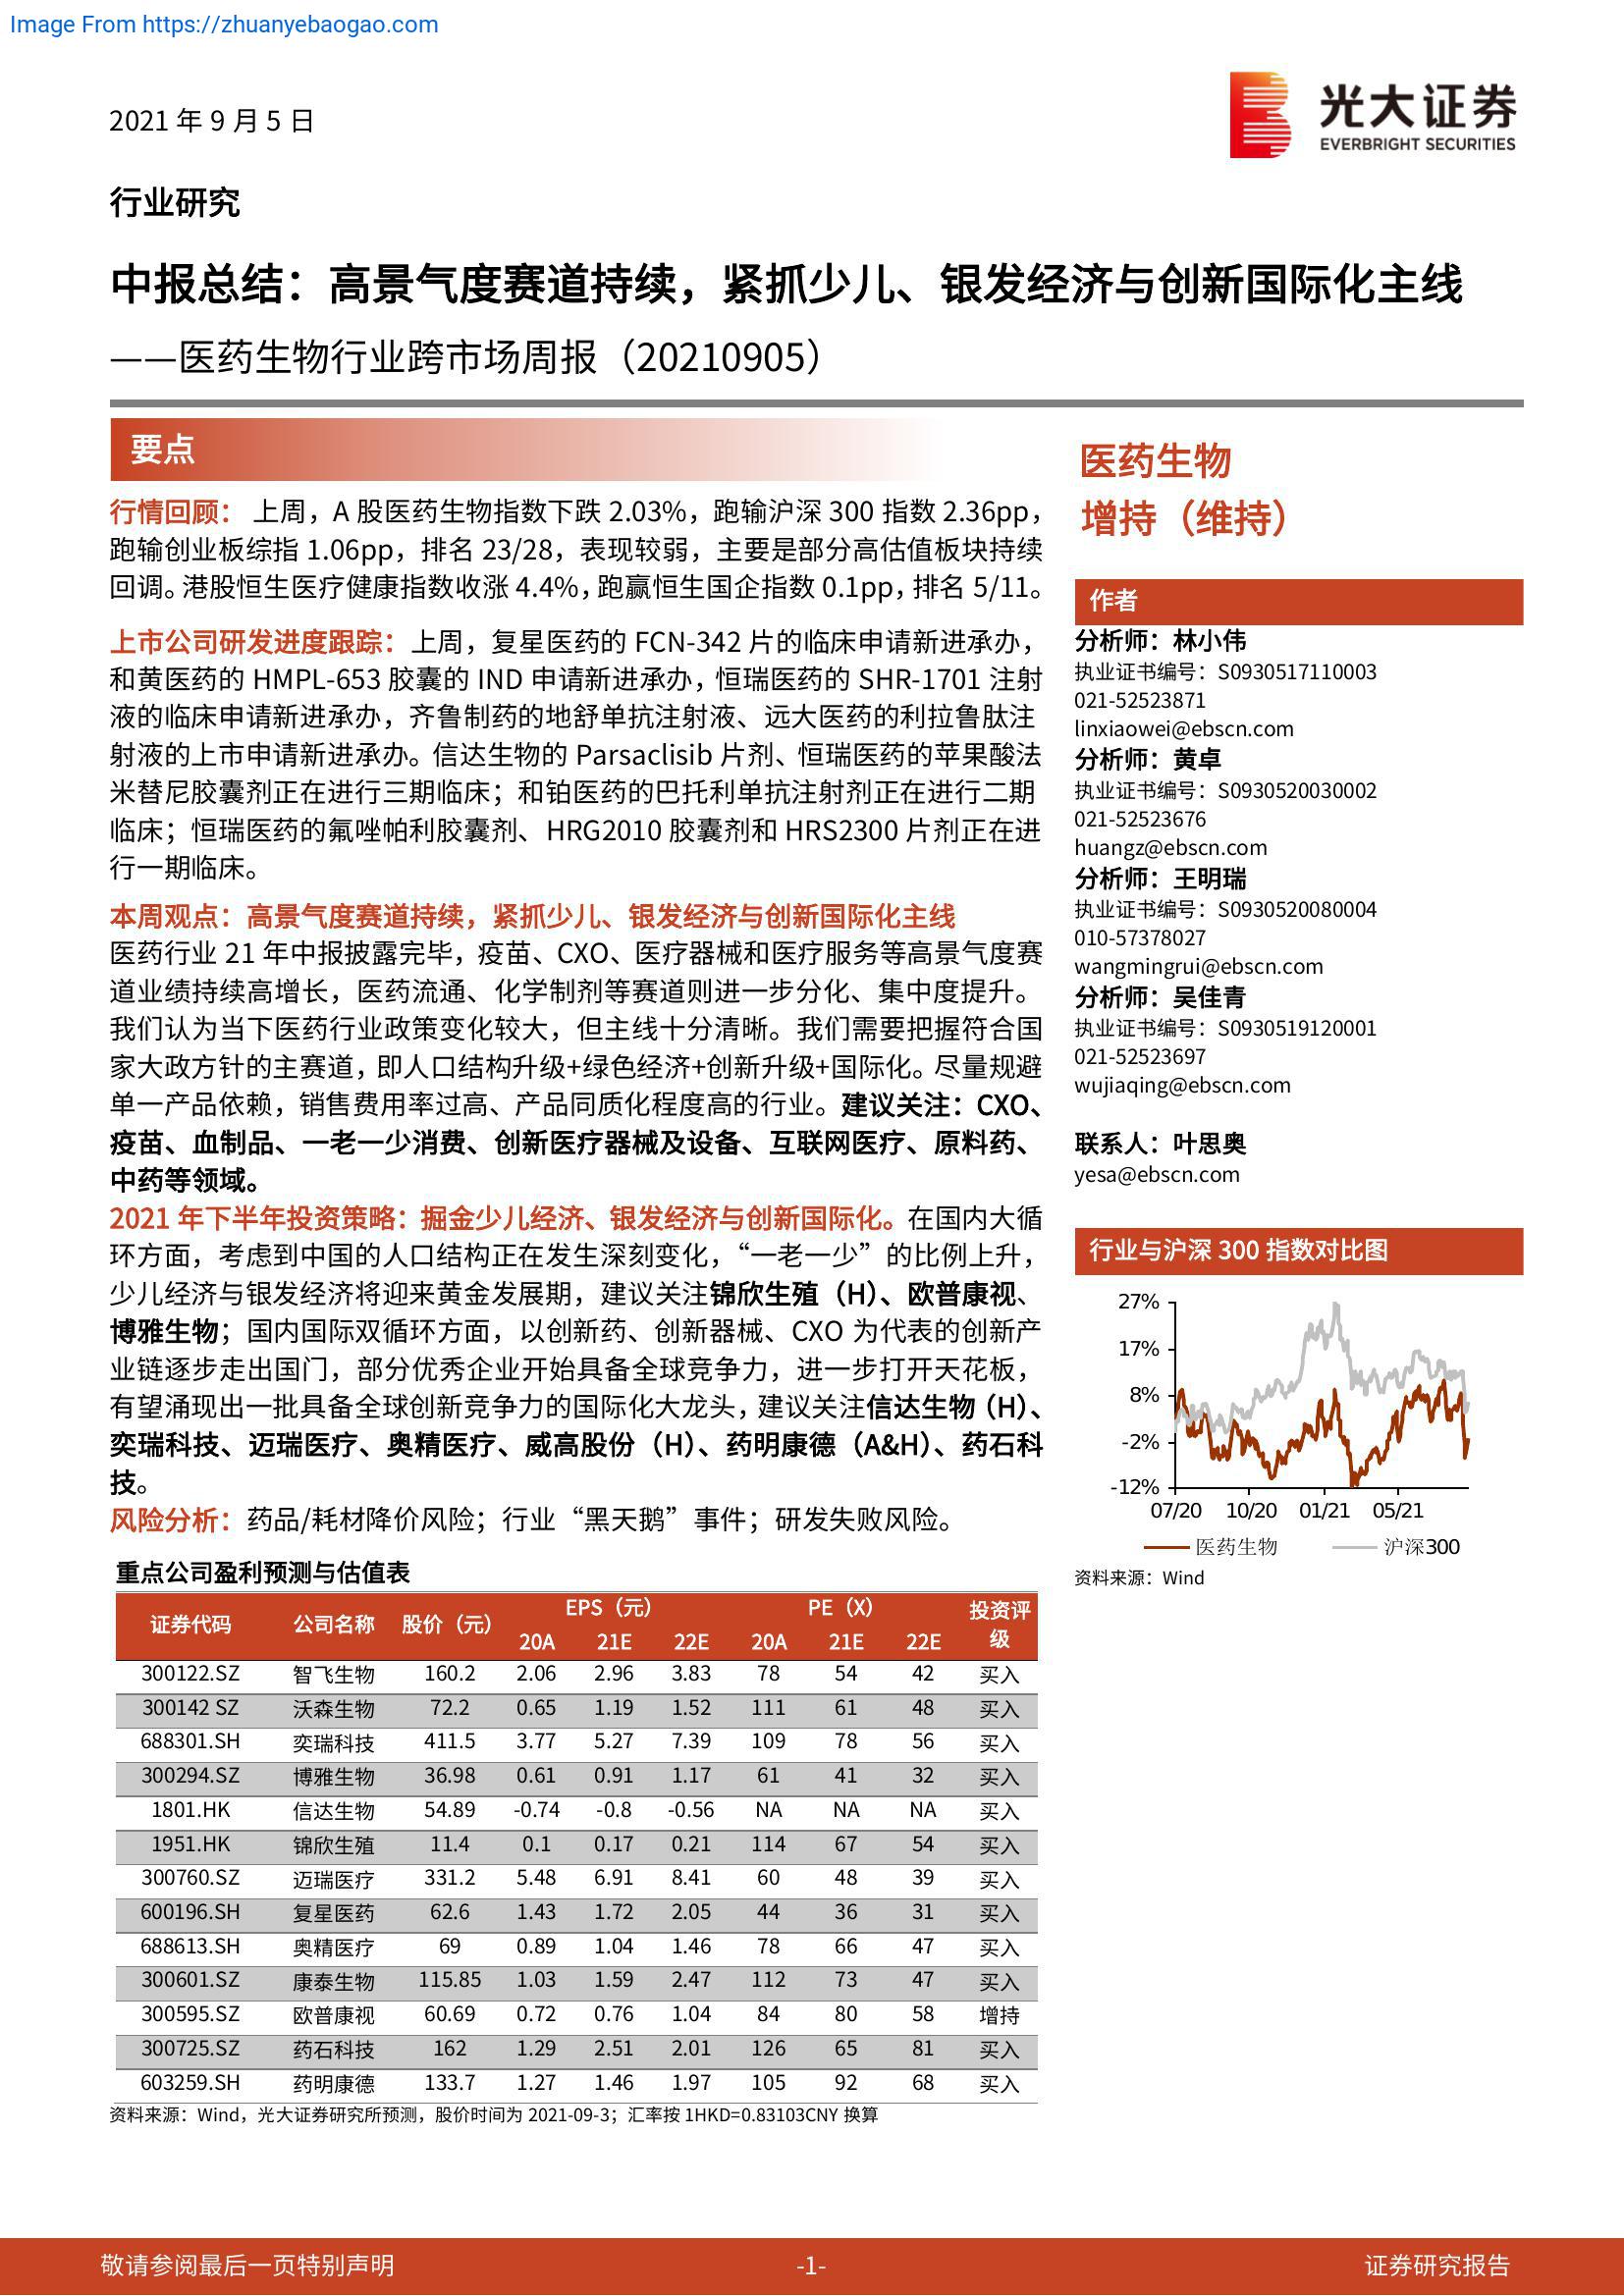 Image From https://zhuanyebaogao.com
2021 年 9 月 5 日
光大证券
EVERBRIGHT SECURITIES
行业研究
中报总结：高景气度赛道持续，紧抓少儿、银发经济与创新国际化主线
——医药生物行业跨市场周报（20210905）
要点
行情回顾： 上周，A 股医药生物指数下跌 2.03%，跑输沪深 300 指数 2.36pp，
跑输创业板综指 1.06pp，排名 23/28，表现较弱，主要是部分高估值板块持续
回调。港股恒生医疗健康指数收涨 4.4%，跑赢恒生国企指数 0.1pp，排名 5/11。
上市公司研发进度跟踪：上周，复星医药的 FCN-342 片的临床申请新进承办，
和黄医药的 HMPL-653 胶囊的 IND 申请新进承办，恒瑞医药的 SHR-1701 注射
液的临床申请新进承办，齐鲁制药的地舒单抗注射液、远大医药的利拉鲁肽注
射液的上市申请新进承办。信达生物的 Parsaclisib 片剂、恒瑞医药的苹果酸法
米替尼胶囊剂正在进行三期临床；和铂医药的巴托利单抗注射剂正在进行二期
临床；恒瑞医药的氟唑帕利胶囊剂、HRG2010 胶囊剂和 HRS2300 片剂正在进
行一期临床。
本周观点：高景气度赛道持续，紧抓少儿、银发经济与创新国际化主线
医药行业 21 年中报披露完毕，疫苗、CXO、医疗器械和医疗服务等高景气度赛
道业绩持续高增长，医药流通、化学制剂等赛道则进一步分化、集中度提升。
我们认为当下医药行业政策变化较大，但主线十分清晰。我们需要把握符合国
家大政方针的主赛道，即人口结构升级+绿色经济+创新升级+国际化。尽量规避
单一产品依赖，销售费用率过高、产品同质化程度高的行业。建议关注：CXO、
疫苗、血制品、一老一少消费、创新医疗器械及设备、互联网医疗、原料药、
中药等领域。
2021 年下半年投资策略：掘金少儿经济、银发经济与创新国际化。在国内大循
环方面，考虑到中国的人口结构正在发生深刻变化，“一老一少”的比例上升，
少儿经济与银发经济将迎来黄金发展期，建议关注锦欣生殖（H）、欧普康视、
博雅生物；国内国际双循环方面，以创新药、创新器械、CXO 为代表的创新产
业链逐步走出国门，部分优秀企业开始具备全球竞争力，进一步打开天花板，
有望涌现出一批具备全球创新竞争力的国际化大龙头，建议关注信达生物（H）、
奕瑞科技、迈瑞医疗、奥精医疗、威高股份（H）、药明康德（A&H）、药石科
技。
风险分析：药品/耗材降价风险；行业“黑天鹅”事件；研发失败风险。
重点公司盈利预测与估值表
证券代码 公司名称 股价（元） EPS（元） PE（X） 投资评级
20A 21E 22E 20A 21E 22E
300122.SZ 智飞生物 160.2 2.06 2.96 3.83 78 54 42 买入
300142 SZ 沃森生物 72.2 0.65 1.19 1.52 111 61 48 买入
688301.SH 奕瑞科技 411.5 3.77 5.27 7.39 109 78 56 买入
300294.SZ 博雅生物 36.98 0.61 0.91 1.17 61 41 32 买入
1801.HK 信达生物 54.89 -0.74 -0.8 -0.56 NA NA NA 买入
1951.HK 锦欣生殖 11.4 0.1 0.17 0.21 114 67 54 买入
300760.SZ 迈瑞医疗 331.2 5.48 6.91 8.41 60 48 39 买入
600196.SH 复星医药 62.6 1.43 1.72 2.05 44 36 31 买入
688613.SH 奥精医疗 69 0.89 1.04 1.46 78 66 47 买入
300601.SZ 康泰生物 115.85 1.03 1.59 2.47 112 73 47 买入
300595.SZ 欧普康视 60.69 0.72 0.76 1.04 84 80 58 增持
300725.SZ 药石科技 162 1.29 2.51 2.01 126 65 81 买入
603259.SH 药明康德 133.7 1.27 1.46 1.97 105 92 68 买入
资料来源：Wind，光大证券研究所预测，股价时间为 2021-09-3；汇率按 1HKD=0.83103CNY 换算
医药生物
增持（维持）
作者
分析师：林小伟
执业证书编号：S0930517110003
021-52523871
linxiaowei@ebscn.com
分析师：黄卓
执业证书编号：S0930520030002
021-52523676
huangz@ebscn.com
分析师：王明瑞
执业证书编号：S0930520080004
010-57378027
wangmingrui@ebscn.com
分析师：吴佳青
执业证书编号：S0930519120001
021-52523697
wujiaqing@ebscn.com
联系人：叶思奥
yesa@ebscn.com
行业与沪深 300 指数对比图
27%
17%
8%
-2%
-12%
07/20 10/20 01/21 05/21
医药生物 沪深300
资料来源：Wind
敬请参阅最后一页特别声明 -1- 证券研究报告